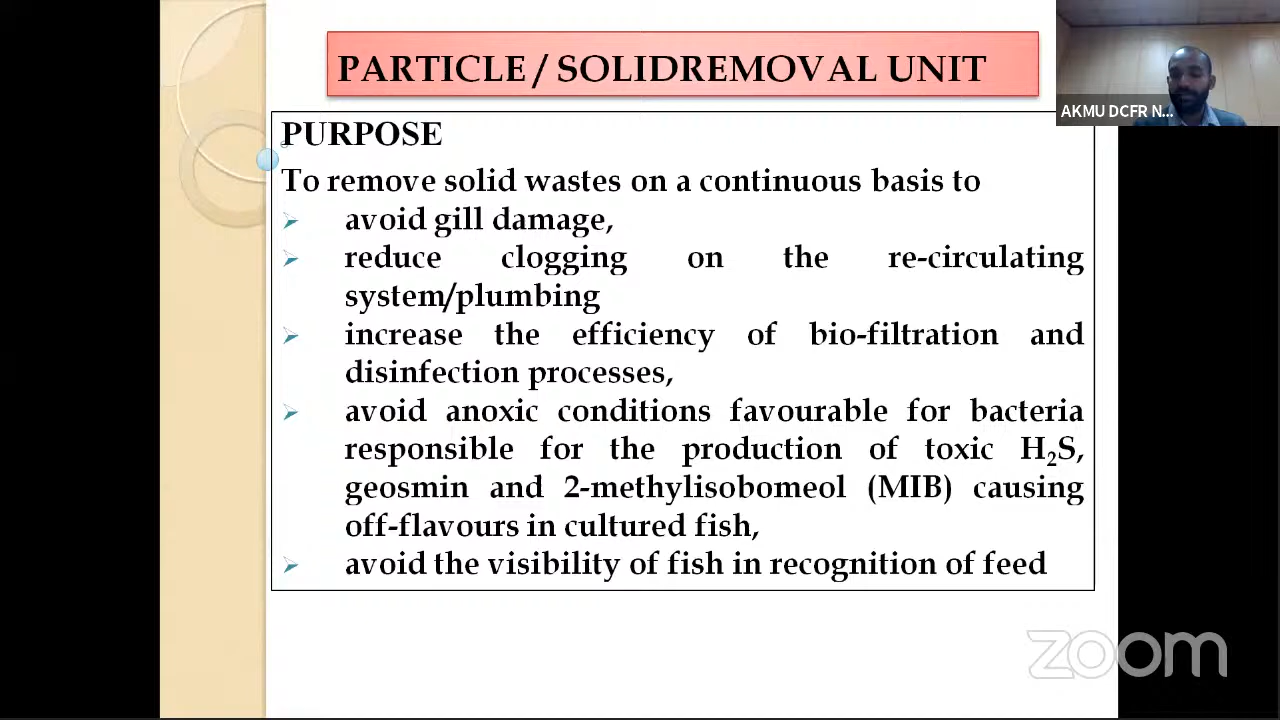 PARTICLE / SOLIDREMOVAL UNIT
AKMU DCFR N...
PURPOSE
To remove solid wastes on a continuous basis to
avoid gill damage,
reduce clogging on the re-circulating
system/plumbing
increase the efficiency of bio-filtration and
disinfection processes,
avoid anoxic conditions favourable for bacteria
responsible for the production of toxic H₂S,
geosmin and 2-methylisobomeol (MIB) causing
off-flavours in cultured fish,
avoid the visibility of fish in recognition of feed
zoom